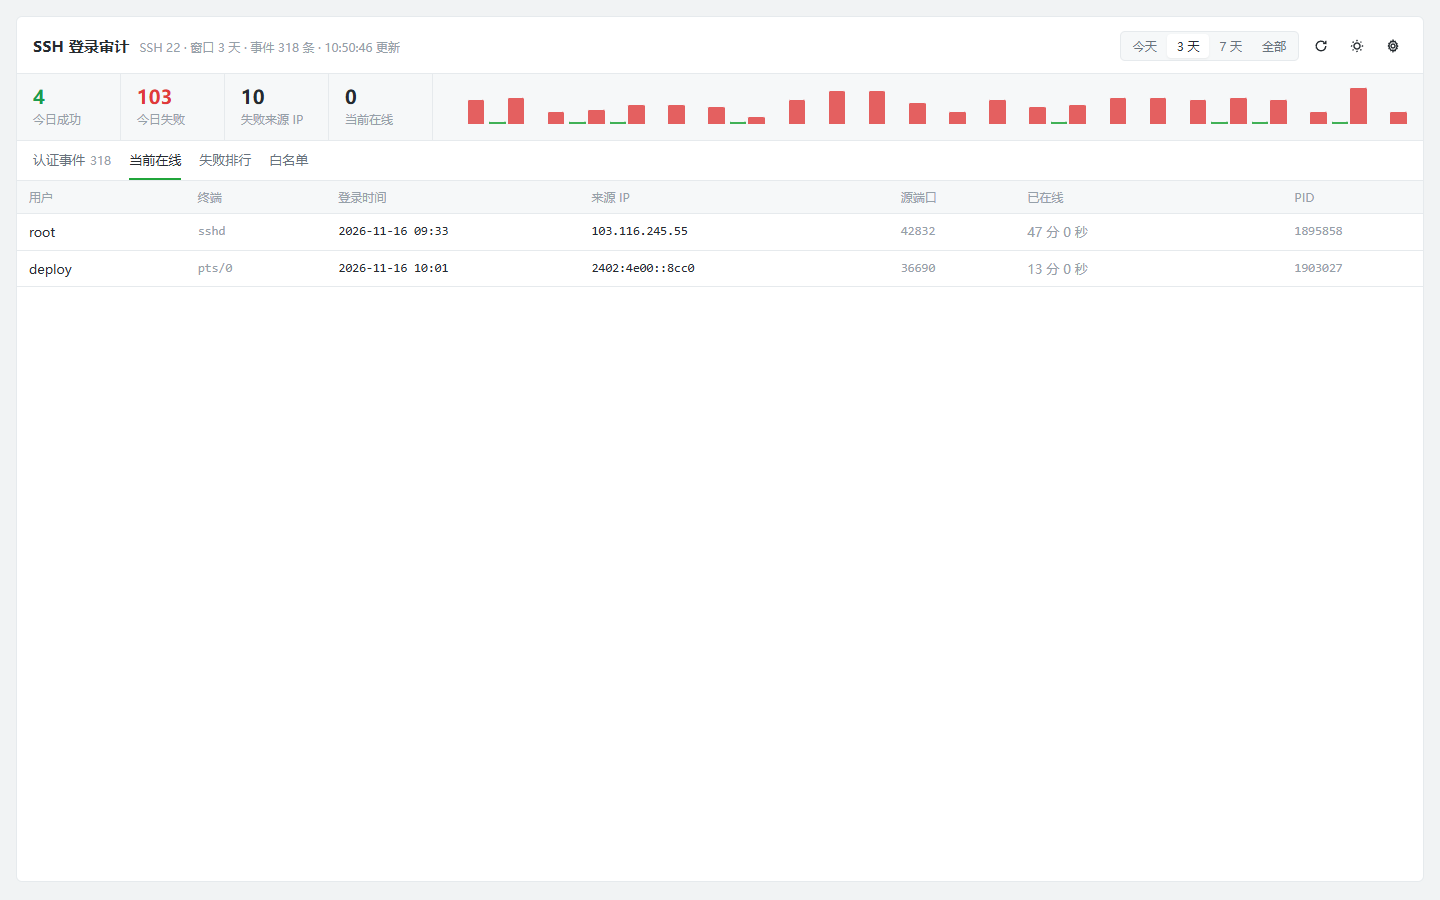 SSH 登录审计 SSH 22 · 窗口 3 天 · 事件 318 条 · 10:50:46 更新 今天 3 天 7 天 全部
4 103 10 0
今日成功 今日失败 失败来源 IP 当前在线
认证事件 318 当前在线 失败排行 白名单
用户 终端 登录时间 来源 IP 源端口 已在线 PID
root sshd 2026-11-16 09:33 103.116.245.55 42832 47 分 0 秒 1895858
deploy pts/0 2026-11-16 10:01 2402:4e00::8cc0 36690 13 分 0 秒 1903027